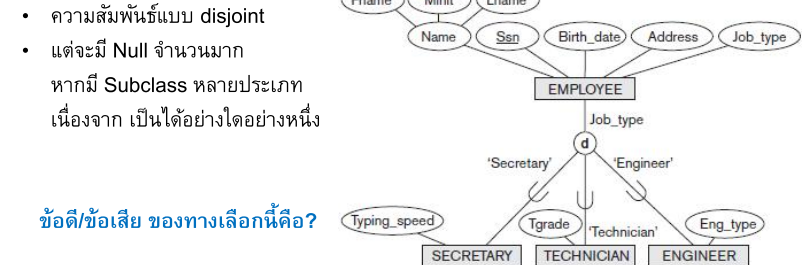 • ความสัมพันธ์แบบ disjoint
• แต่จะมี Null จำนวนมาก
หากมี Subclass หลายประเภท
เนื่องจาก เป็นได้อย่างใดอย่างหนึ่ง
ข้อดี/ข้อเสีย ของทางเลือกนี้คือ?
Fname Minit Lname
Name Ssn Birth_date Address Job_type
EMPLOYEE
Job_type
d
'Secretary' 'Engineer'
Typing_speed Tgrade 'Technician' Eng_type
SECRETARY TECHNICIAN ENGINEER